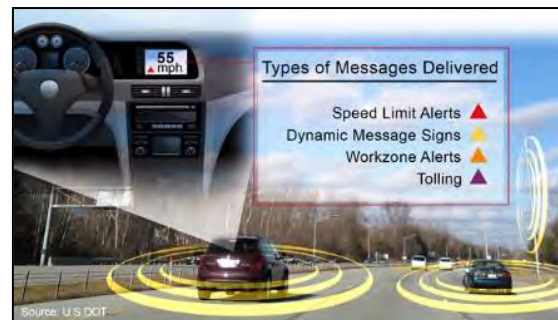 55
mph
Types of Messages Delivered
Speed Limit Alerts
Dynamic Message Signs
Workzone Alerts
Tolling
Source: U S DOT